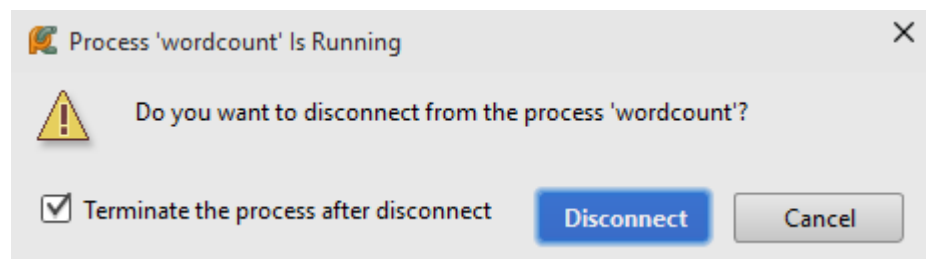 Process 'wordcount' Is Running
Do you want to disconnect from the process 'wordcount'?
Terminate the process after disconnect
Disconnect
Cancel